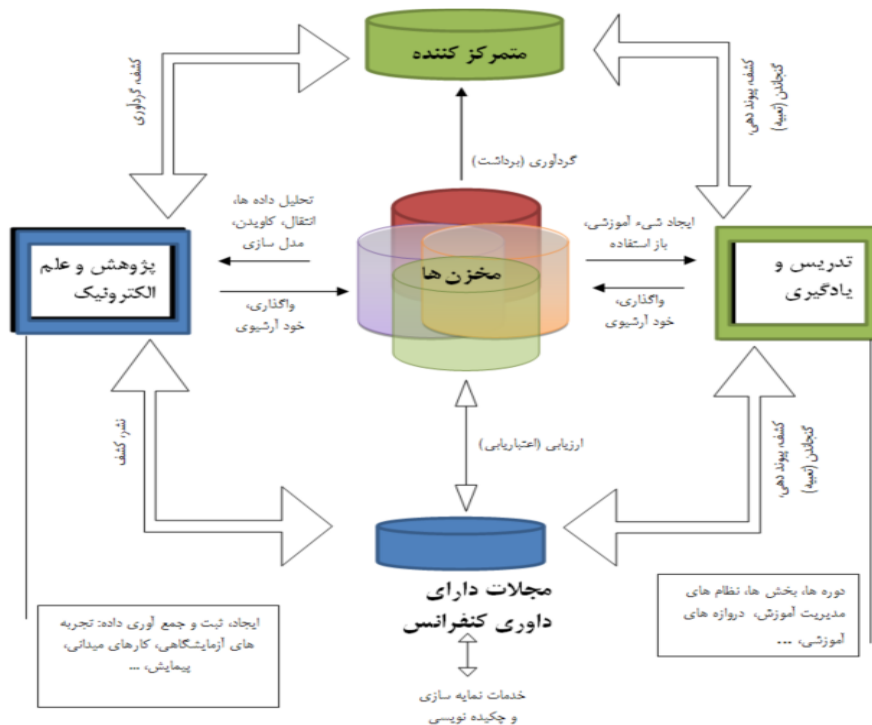 متمرکز کننده
کشف، گردآوری
کشف، پیوند دهی،
گنجاندن (تعبیه)
گردآوری (برداشت)
تحلیل داده ها،
انتقال، کاویدن،
مدل سازی
ایجاد شیء آموزشی،
باز استفاده
پژوهش و علم
الکترونیک
مخزن ها
تدریس و
یادگیری
واگذاری،
خود آرشیوی
واگذاری،
خود آرشیوی
نشر، کشف
ارزیابی (اعتباریابی)
کشف، پیوند دهی،
گنجاندن (تعبیه)
مجلات دارای
داوری کنفرانس
ایجاد، ثبت و جمع آوری داده: تجربه
های آزمایشگاهی، کارهای میدانی،
پیمایش، ...
دوره ها، بخش ها، نظام های
مدیریت آموزش، دروازه های
آموزشی، ...
خدمات نمایه سازی
و چکیده نویسی